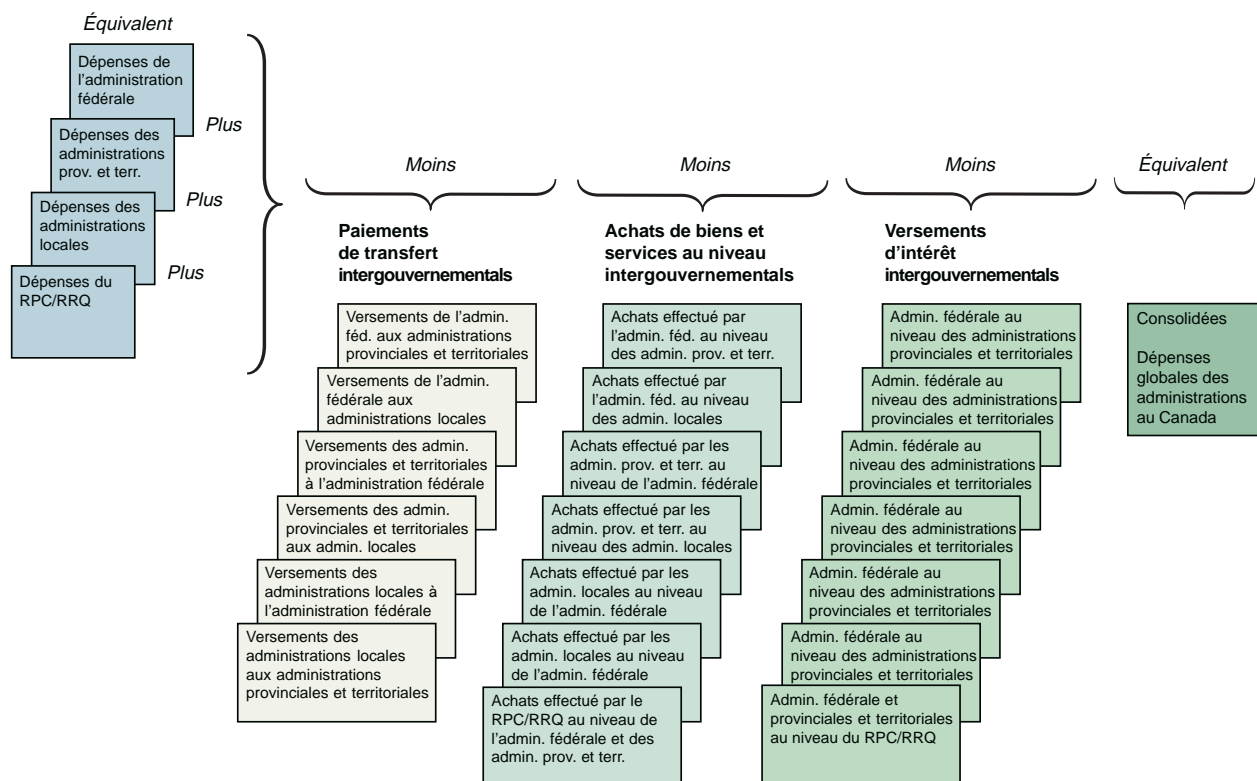 Équivalent
Dépenses de
l’administration
fédérale
Plus
Dépenses des
administrations
prov. et terr.
Plus
Dépenses des
administrations
locales
Plus
Dépenses du
RPC/RRQ
Moins
Paiements
de transfert
intergouvernementals
Versements de l’admin.
féd. aux administrations
provinciales et territoriales
Versements de l’admin.
fédérale aux
administrations locales
Versements des admin.
provinciales et territoriales
à l’administration fédérale
Versements des admin.
provinciales et territoriales
aux admin. locales
Versements des
administrations locales à
l’administration fédérale
Versements des
administrations locales
aux administrations
provinciales et territoriales
Moins
Achats de biens et
services au niveau
intergouvernementals
Achats effectué par
l’admin. féd. au niveau
des admin. prov. et terr.
Achats effectué par
l’admin. féd. au niveau
des admin. locales
Achats effectué par les
admin. prov. et terr. au
niveau de l’admin. fédérale
Achats effectué par les
admin. prov. et terr. au
niveau des admin. locales
Achats effectué par les
admin. locales au niveau
de l’admin. fédérale
Achats effectué par les
admin. locales au niveau
de l’admin. fédérale
Achats effectué par le
RPC/RRQ au niveau de
l’admin. fédérale et des
admin. prov. et terr.
Moins
Versements
d’intérêt
intergouvernementals
Admin. fédérale au
niveau des administrations
provinciales et territoriales
Admin. fédérale au
niveau des administrations
provinciales et territoriales
Admin. fédérale au
niveau des administrations
provinciales et territoriales
Admin. fédérale au
niveau des administrations
provinciales et territoriales
Admin. fédérale au
niveau des administrations
provinciales et territoriales
Admin. fédérale au
niveau des administrations
provinciales et territoriales
Admin. fédérale et
provinciales et territoriales
au niveau du RPC/RRQ
Équivalent
Consolidées
Dépenses
globales des
administrations
au Canada